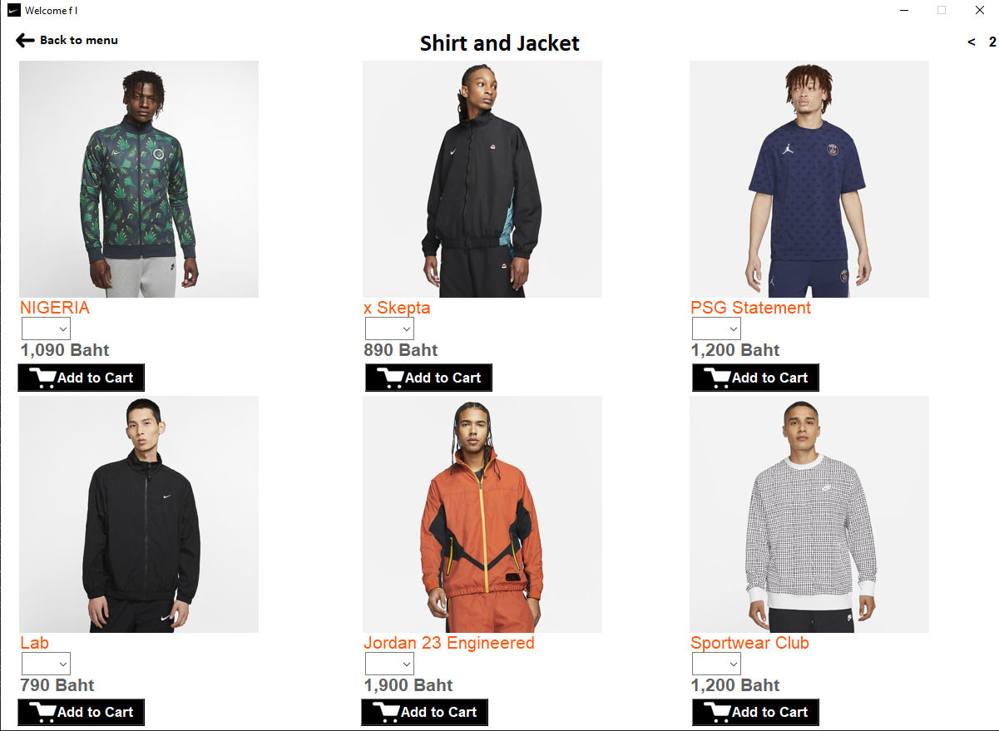 Welcome f l
Back to menu
Shirt and Jacket
< 2
NIGERIA
1,090 Baht
Add to Cart
x Skepta
890 Baht
Add to Cart
PSG Statement
1,200 Baht
Add to Cart
Lab
790 Baht
Add to Cart
Jordan 23 Engineered
1,900 Baht
Add to Cart
Sportwear Club
1,200 Baht
Add to Cart